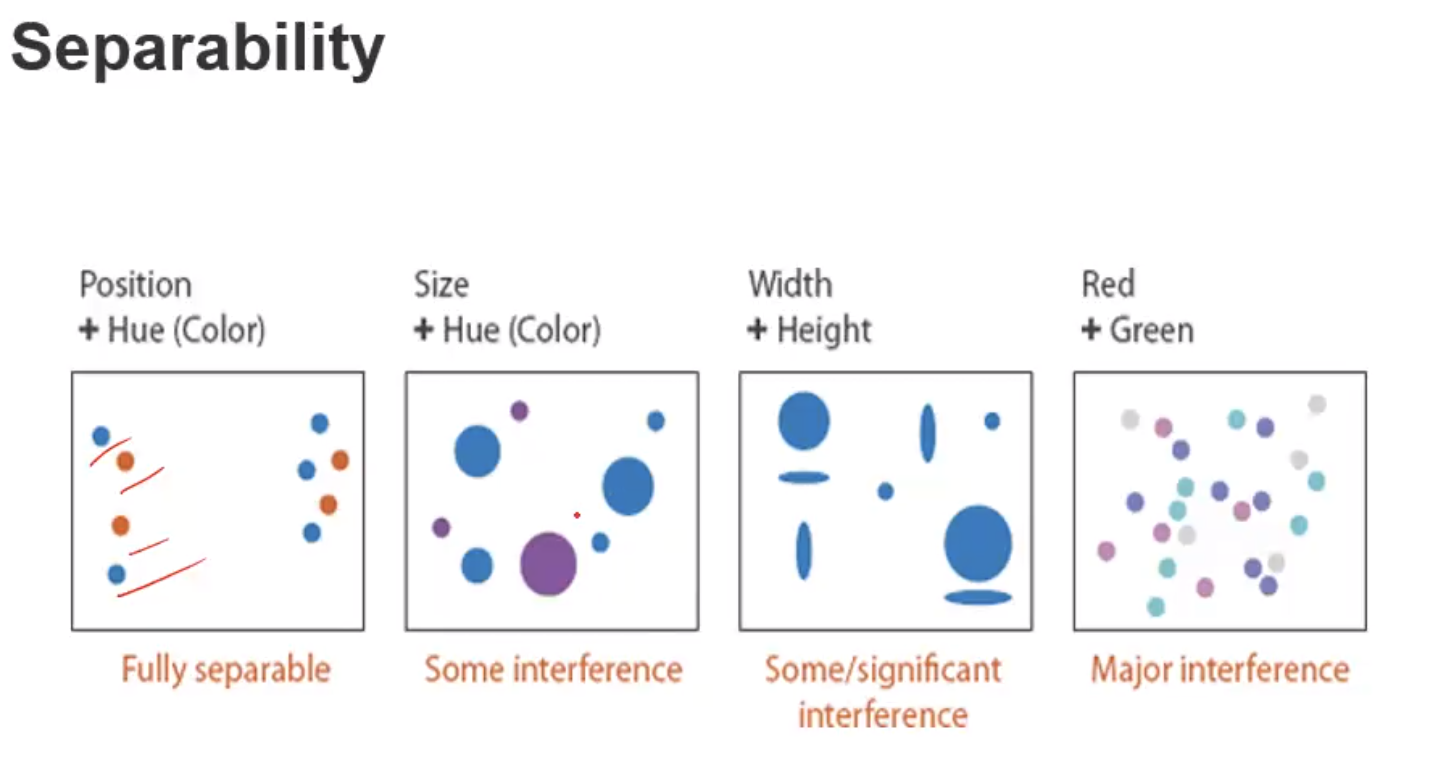 Separability
Position
+ Hue (Color)
Size
+ Hue (Color)
Width
+ Height
Red
+ Green
Fully separable
Some interference
Some/significant
interference
Major interference